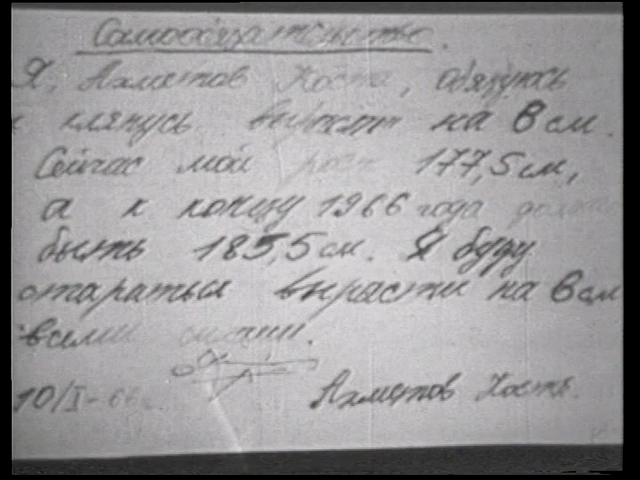 Самообязательство.
Я, Ахметов Костя, обязуюсь
и клянусь вырасти на 8 см.
Сейчас мой рост 177,5 см,
а к концу 1966 года должен
быть 185,5 см. Я буду
стараться вырасти на 8 см
всеми силами.
10/I-66 Ахметов Костя.